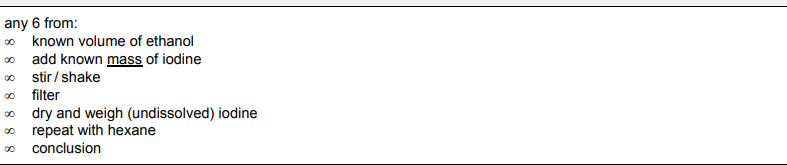 any 6 from:
∞ known volume of ethanol
∞ add known mass of iodine
∞ stir / shake
∞ filter
∞ dry and weigh (undissolved) iodine
∞ repeat with hexane
∞ conclusion